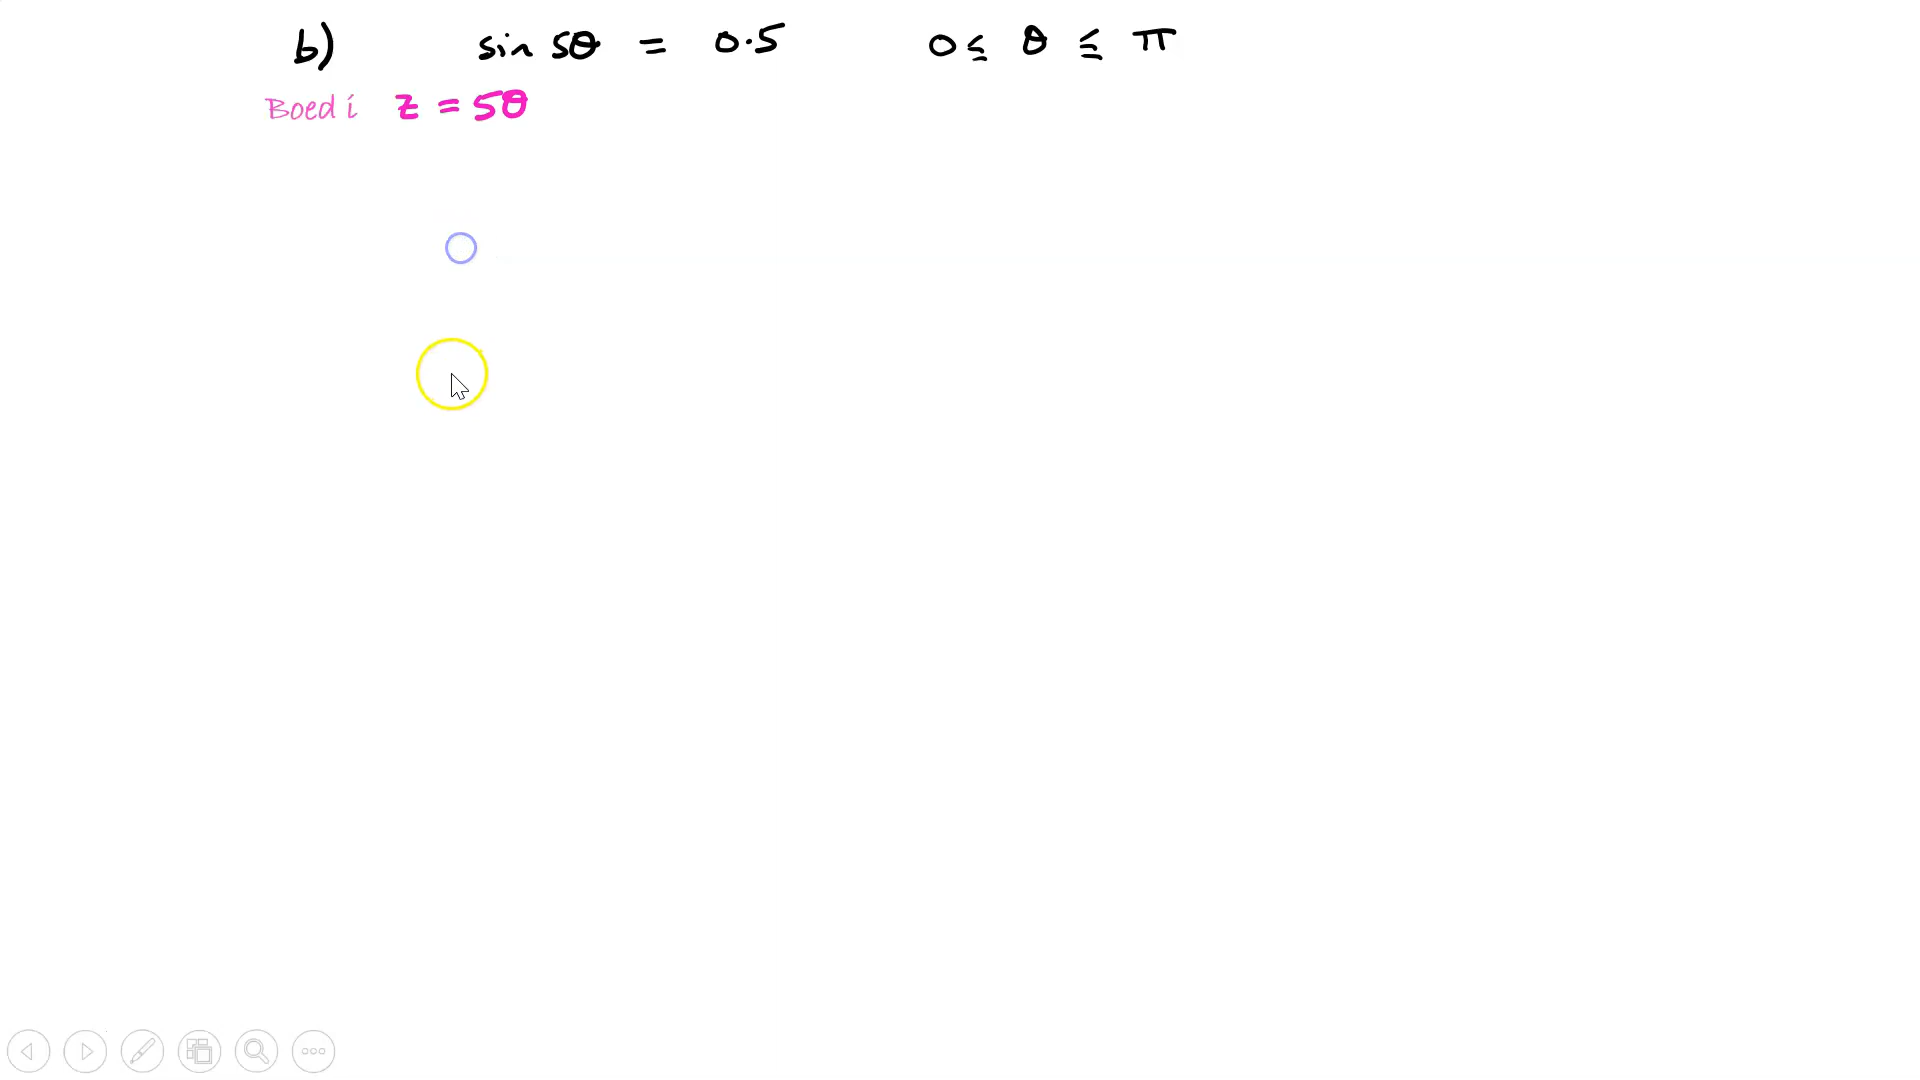 b) sin 5θ = 0.5 0 ≤ θ ≤ π
Boed i z = 5θ